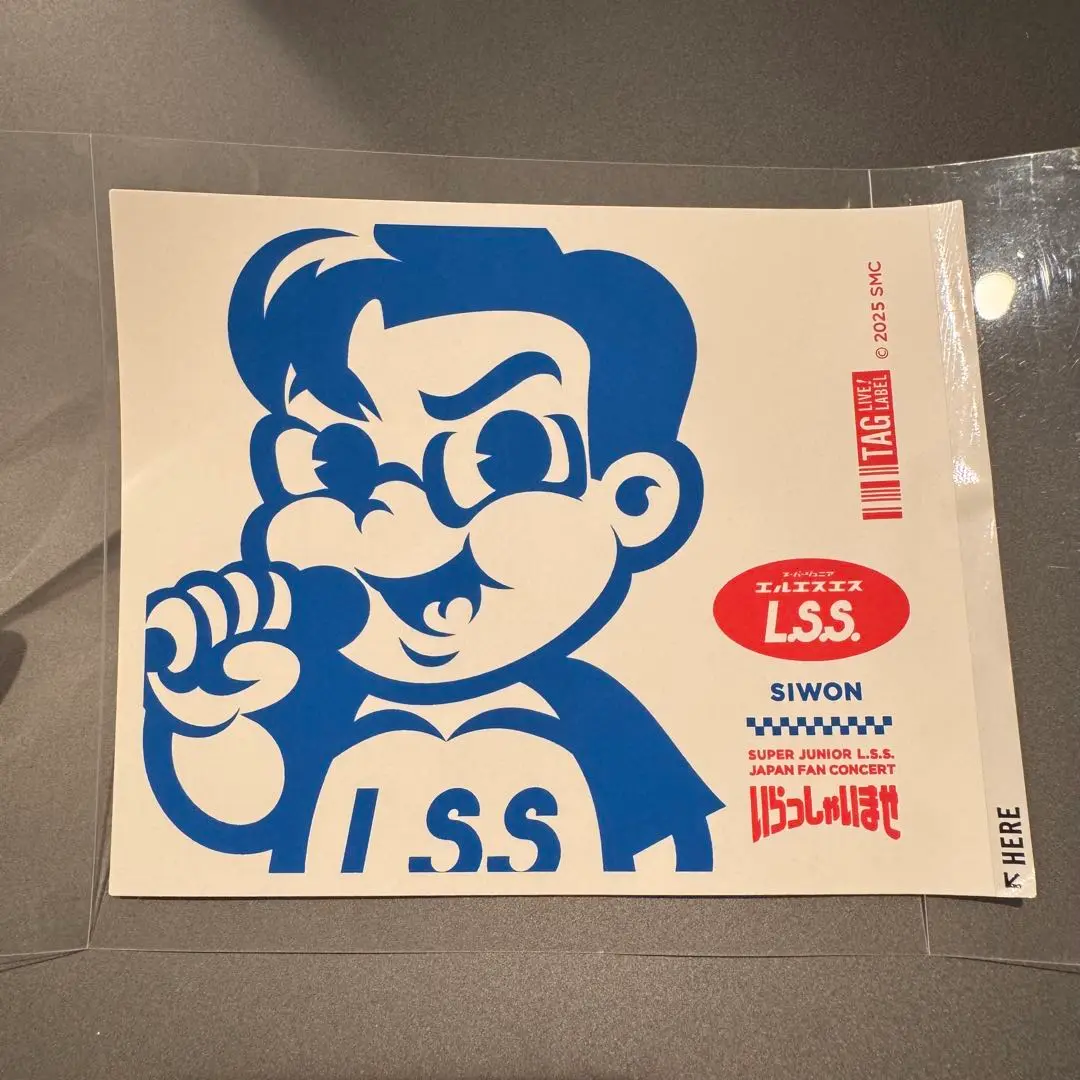 © 2025 SMC
TAG LIVE! LABEL
スーパージュニア
エルエスエス
L.S.S.
SIWON
SUPER JUNIOR L.S.S.
JAPAN FAN CONCERT
いらっしゃいませ
L.S.S
HERE